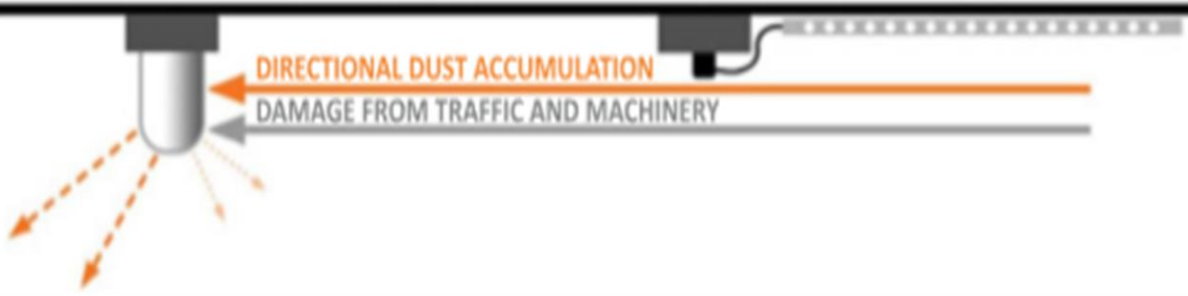 DIRECTIONAL DUST ACCUMULATION
DAMAGE FROM TRAFFIC AND MACHINERY